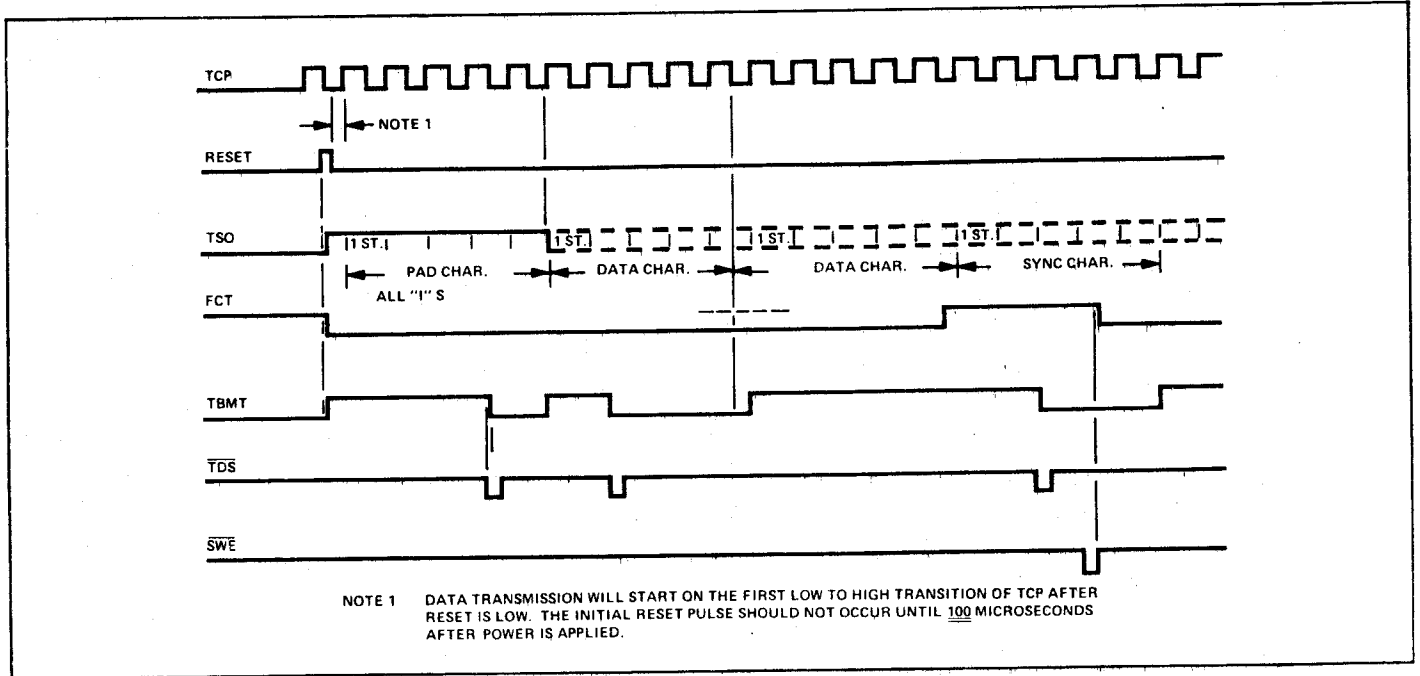 TCP
NOTE 1
RESET
TSO
1 ST. 1 ST. 1 ST. 1 ST.
PAD CHAR. DATA CHAR. DATA CHAR. SYNC CHAR.
ALL "I" S
FCT
TBMT
TDS
SWE
NOTE 1 DATA TRANSMISSION WILL START ON THE FIRST LOW TO HIGH TRANSITION OF TCP AFTER
RESET IS LOW. THE INITIAL RESET PULSE SHOULD NOT OCCUR UNTIL 100 MICROSECONDS
AFTER POWER IS APPLIED.